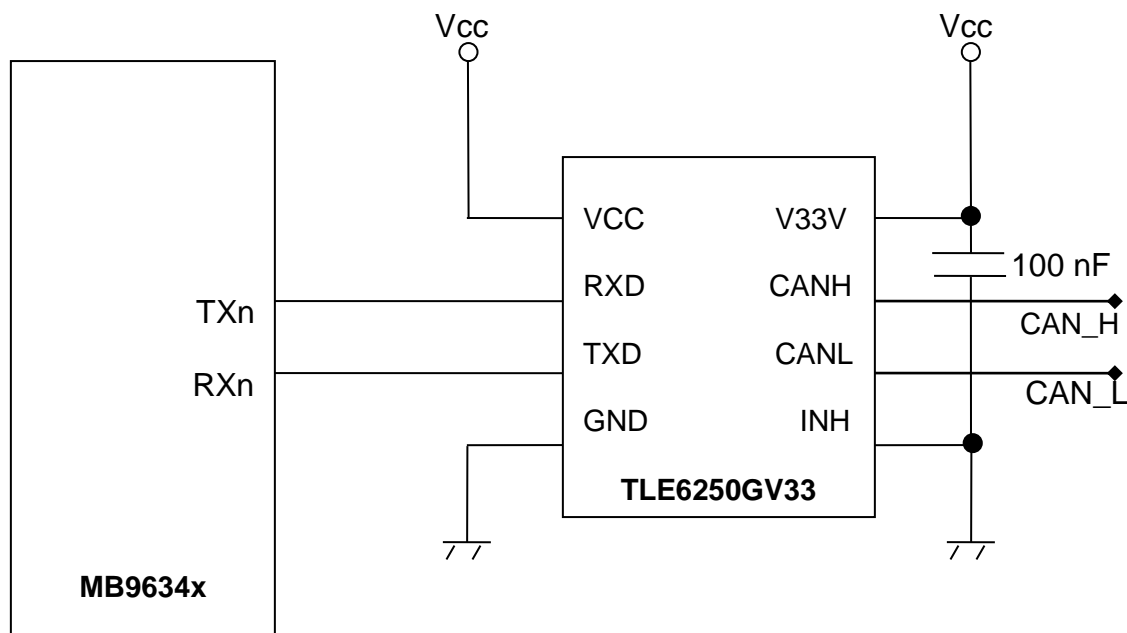 Vcc
Vcc
VCC
V33V
RXD
CANH
100 nF
TXn
CAN_H
TXD
CANL
RXn
CAN_L
GND
INH
TLE6250GV33
MB9634x